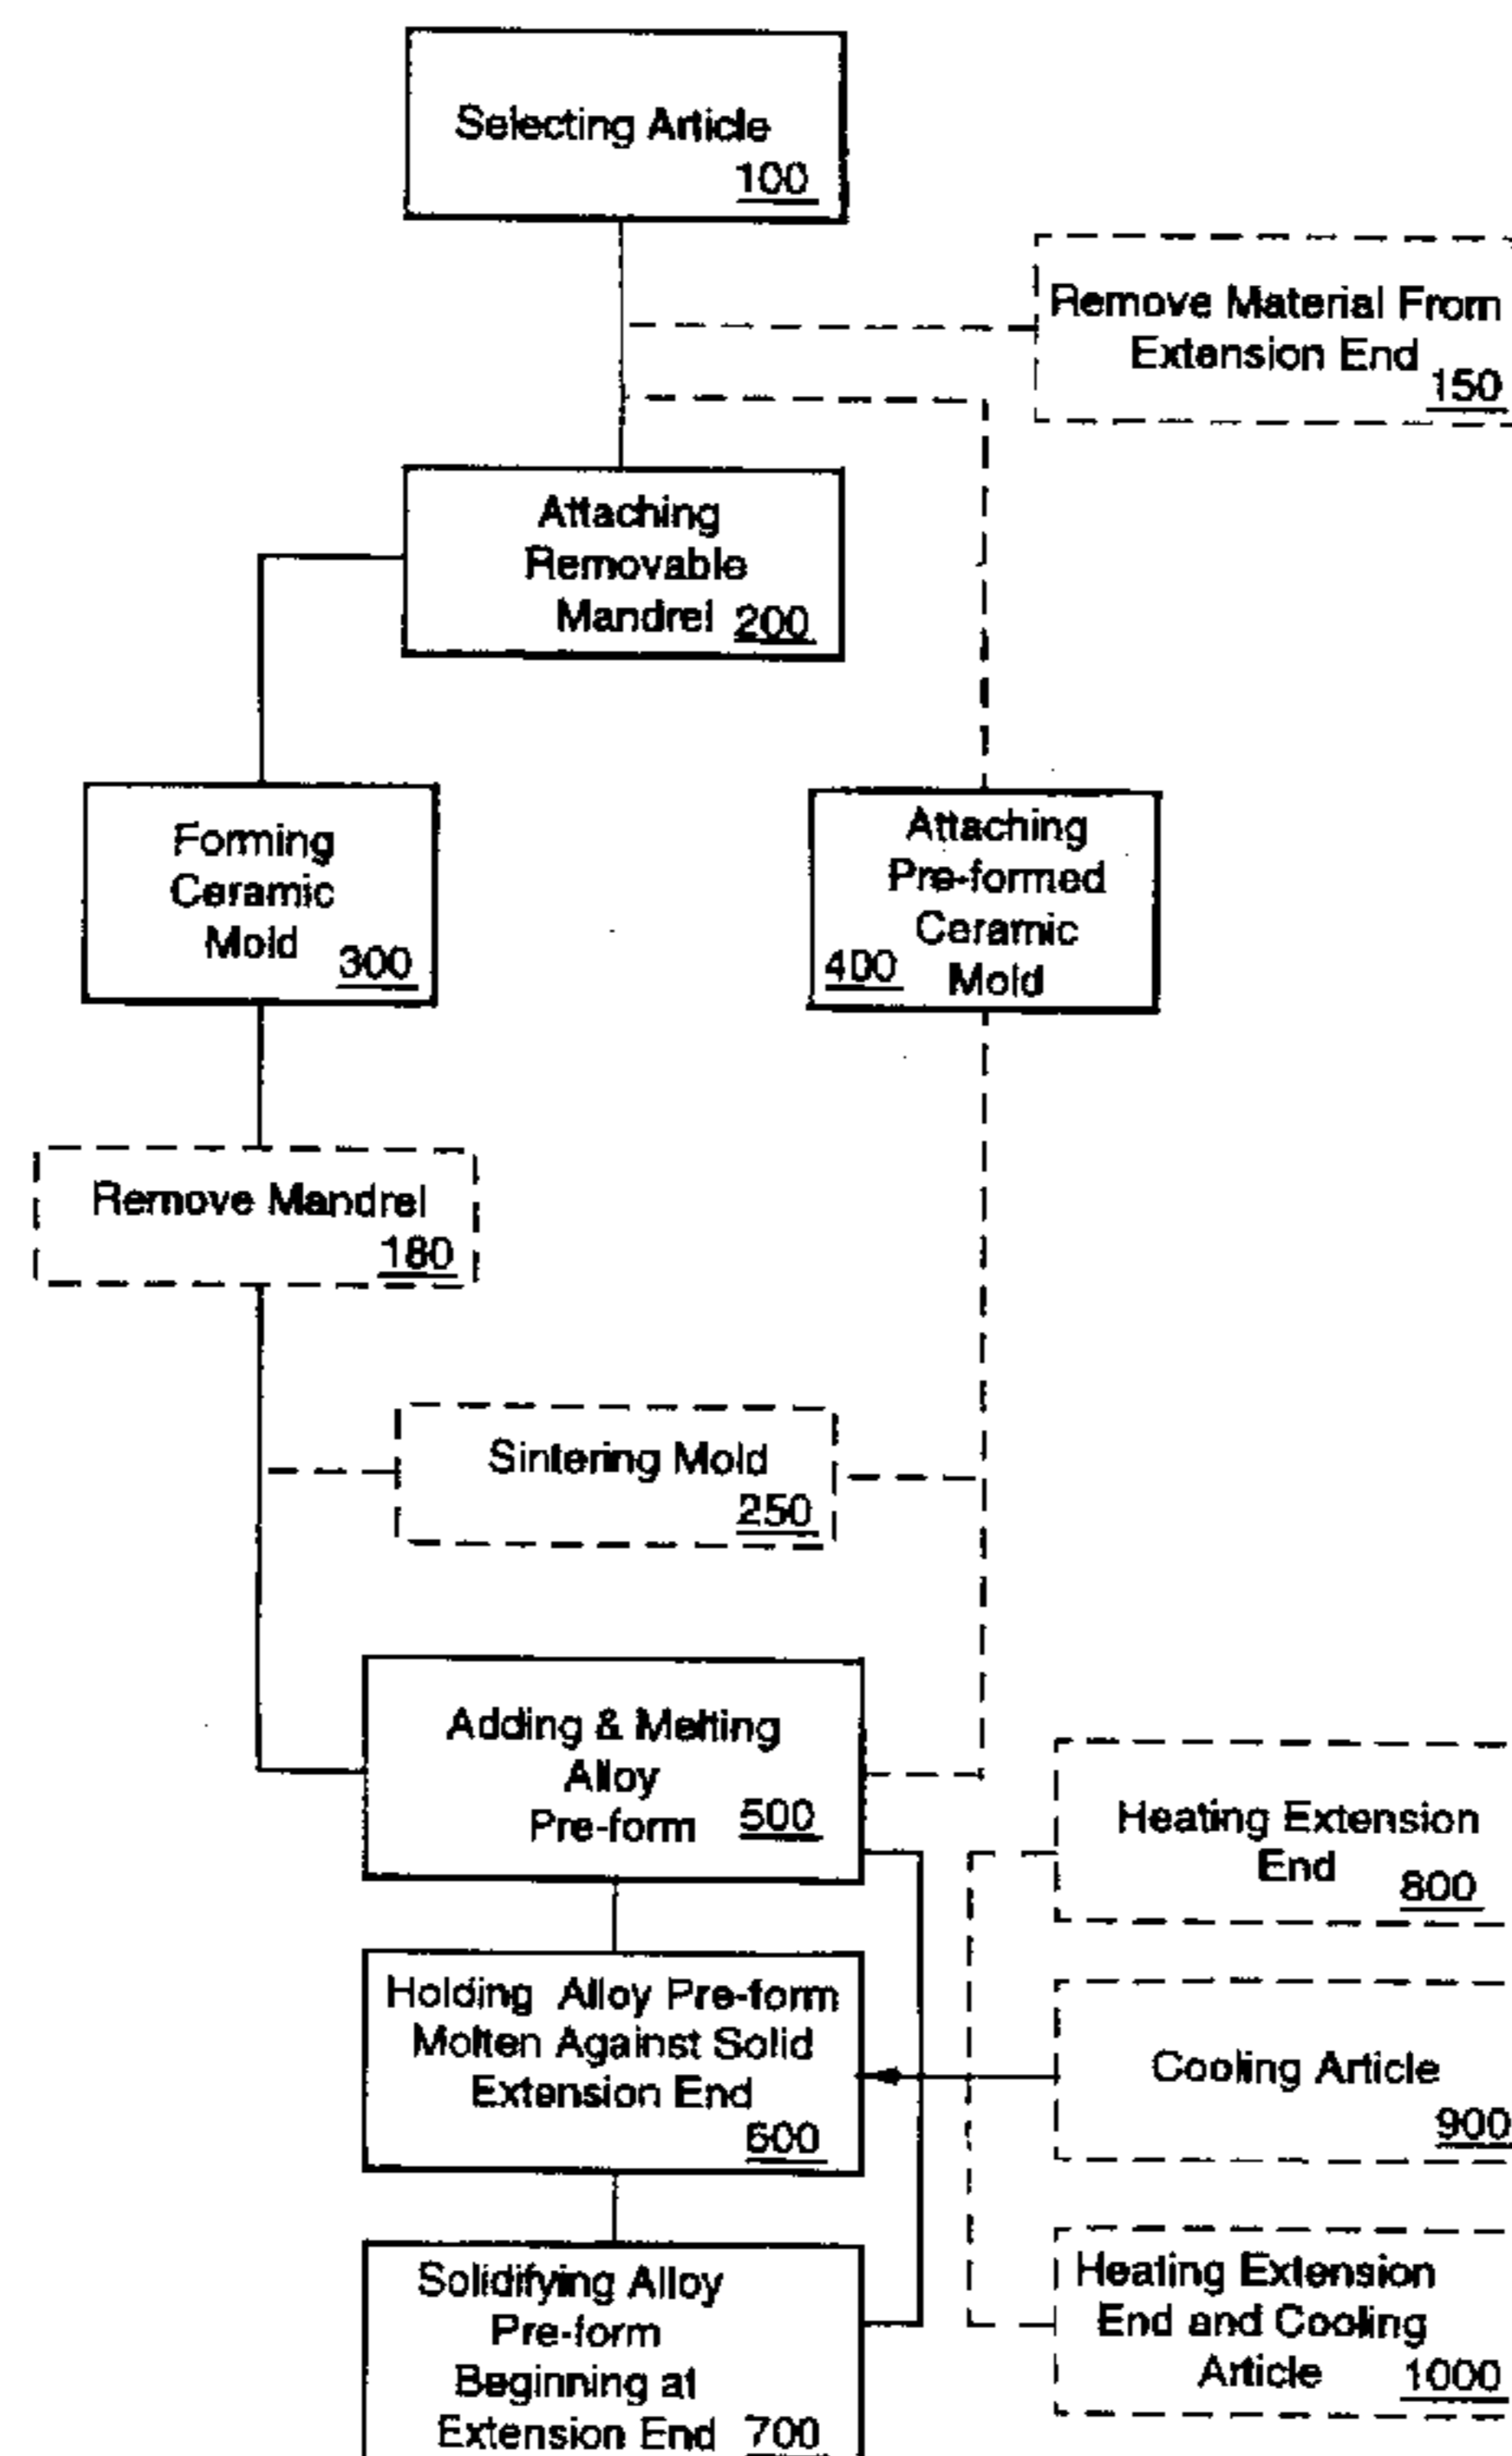 Selecting Article
100
Remove Material From
Extension End
150
Attaching
Removable
Mandrel 200
Forming
Ceramic
Mold
300
Attaching
Pre-formed
Ceramic
400 Mold
Remove Mandrel
180
Sintering Mold
250
Adding & Melting
Alloy
Pre-form 500
Heating Extension
End
800
Holding Alloy Pre-form
Molten Against Solid
Extension End
600
Cooling Article
900
Solidifying Alloy
Pre-form
Beginning at
Extension End 700
Heating Extension
End and Cooling
Article 1000